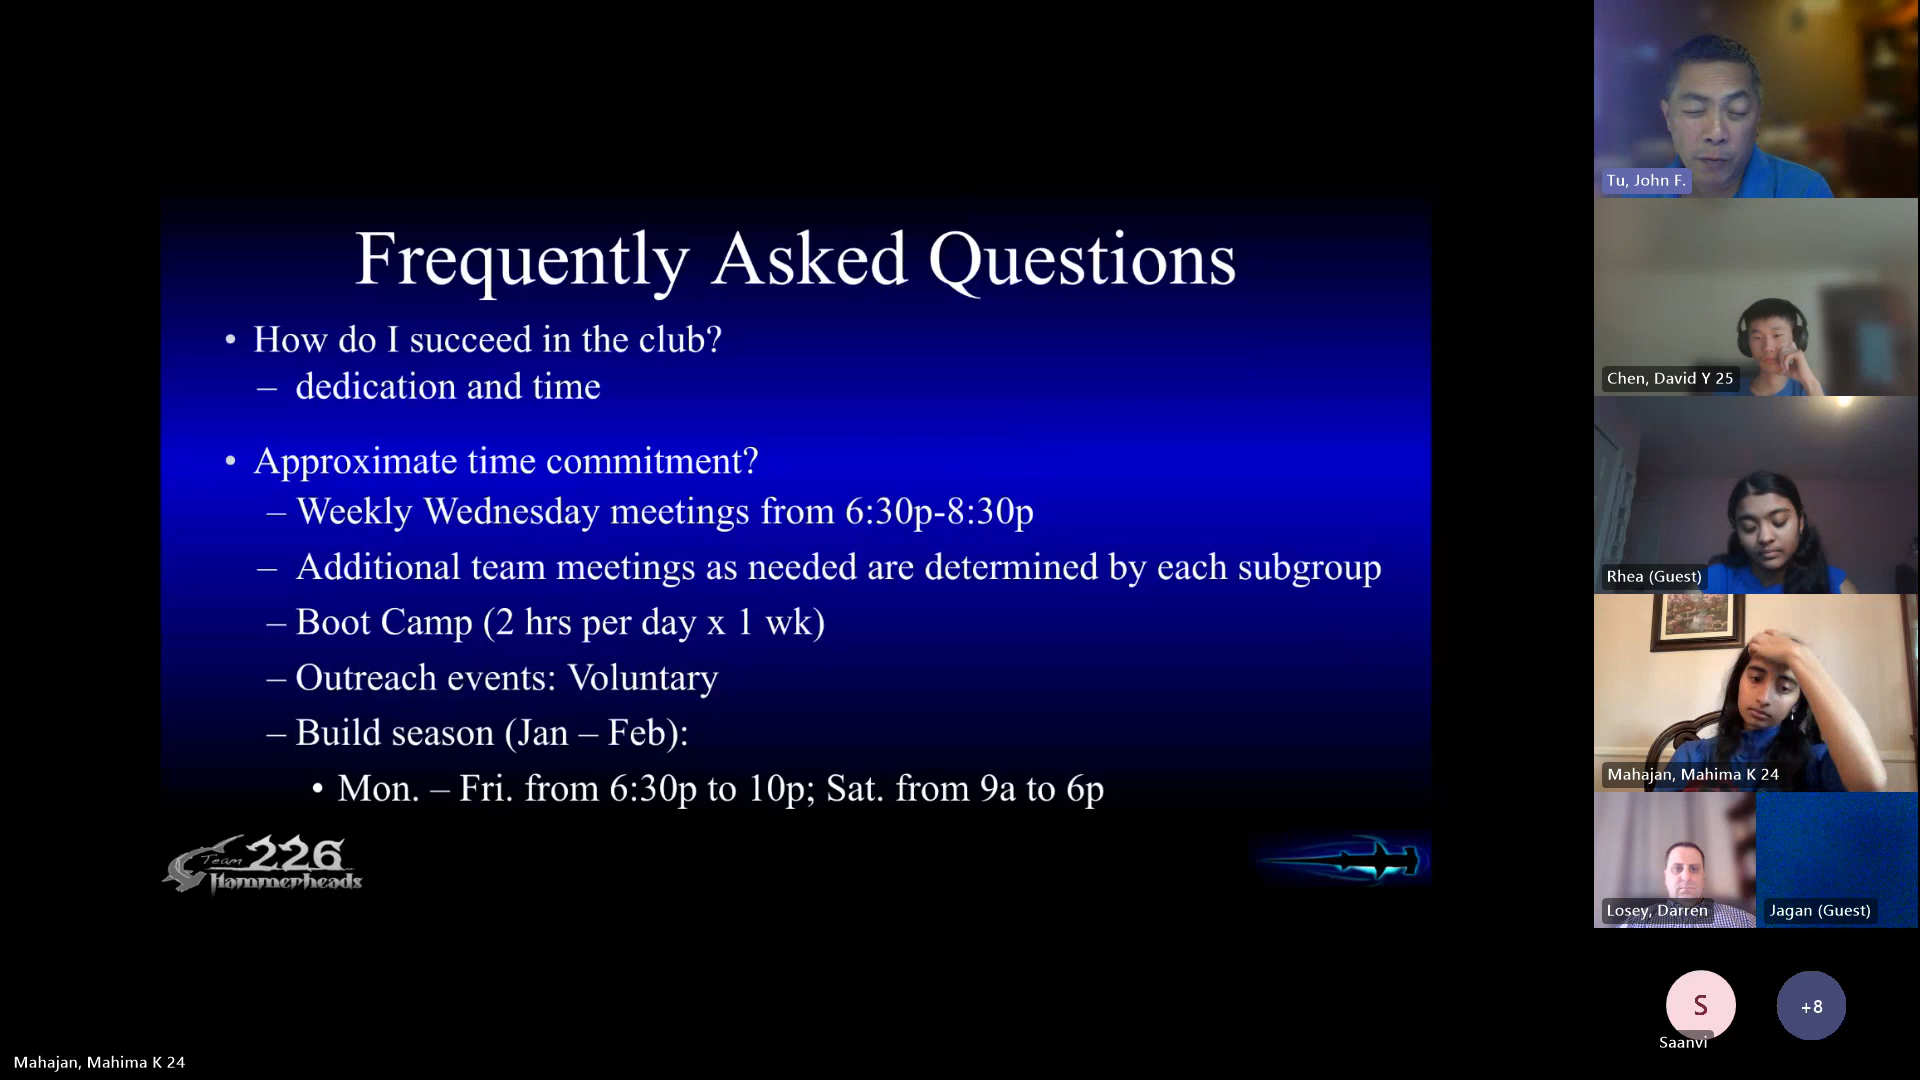 Frequently Asked Questions
• How do I succeed in the club?
– dedication and time
• Approximate time commitment?
– Weekly Wednesday meetings from 6:30p-8:30p
– Additional team meetings as needed are determined by each subgroup
– Boot Camp (2 hrs per day x 1 wk)
– Outreach events: Voluntary
– Build season (Jan – Feb):
• Mon. – Fri. from 6:30p to 10p; Sat. from 9a to 6p
Team 226
Hammerheads
Tu, John F.
Chen, David Y 25
Rhea (Guest)
Mahajan, Mahima K 24
Losey, Darren
Jagan (Guest)
S
+8
Saanvi
Mahajan, Mahima K 24